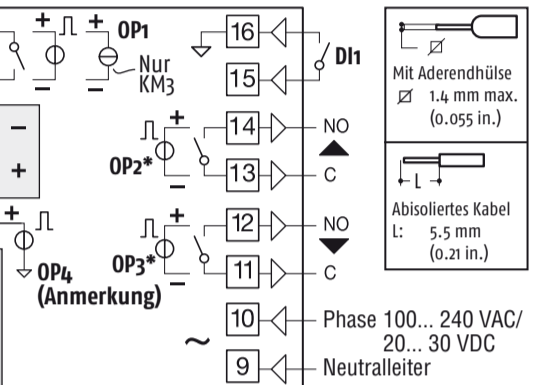 + + OP1
Nur
KM3
− −
16
15
DI1
−
+
OP2*
+
−
14 NO
13 C
+
OP4
(Anmerkung)
OP3*
+
−
12 NO
11 C
~
10 Phase 100... 240 VAC/
20... 30 VDC
9 Neutralleiter
Mit Aderendhülse
1.4 mm max.
(0.055 in.)
L
Abisoliertes Kabel
L: 5.5 mm
(0.21 in.)